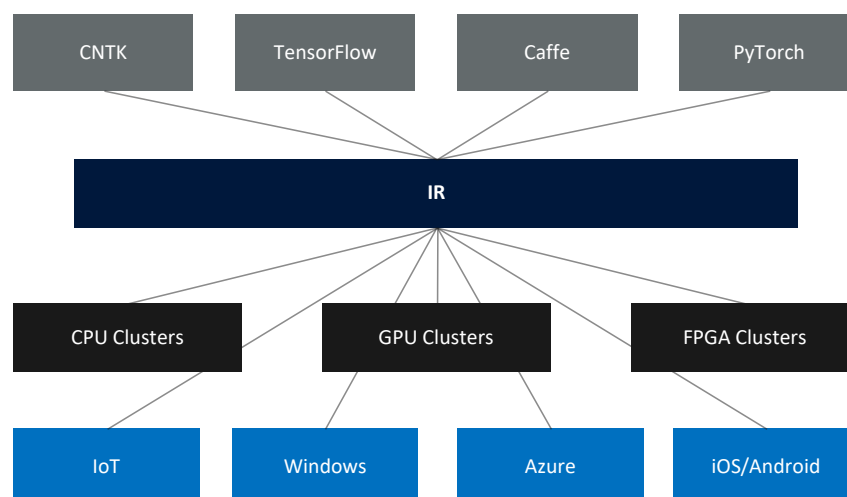 CNTK
TensorFlow
Caffe
PyTorch
IR
CPU Clusters
GPU Clusters
FPGA Clusters
IoT
Windows
Azure
iOS/Android